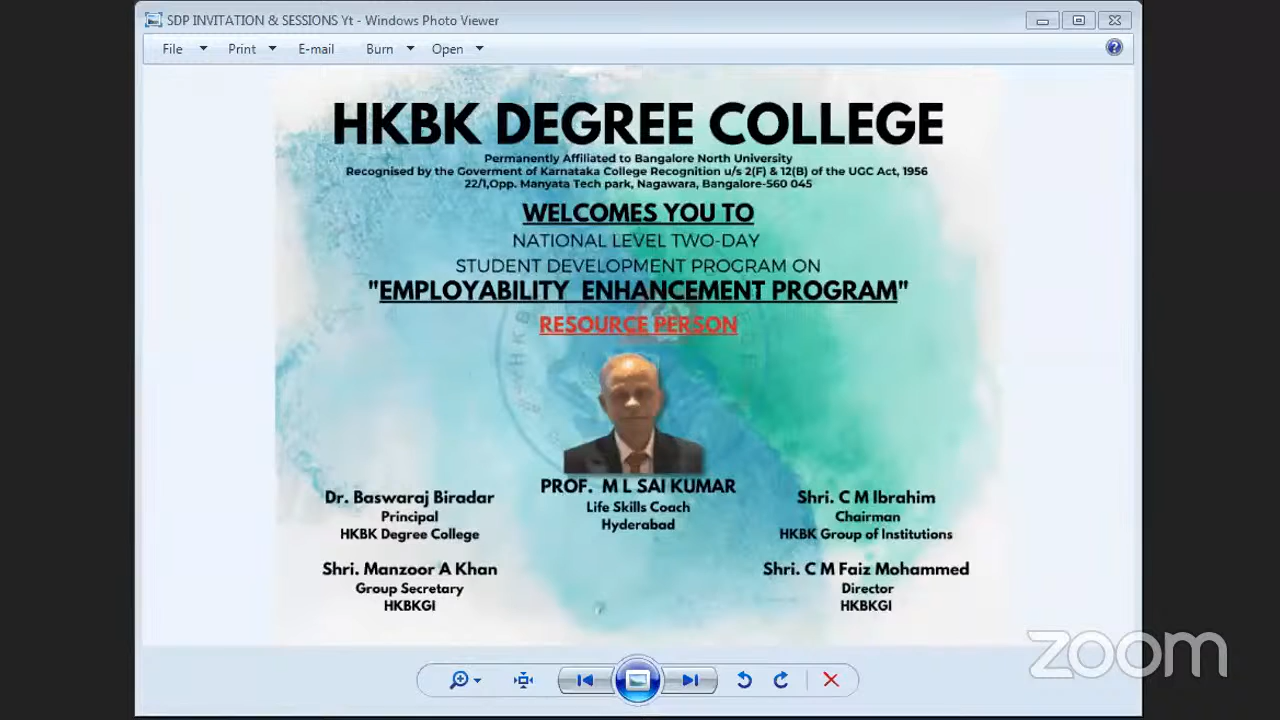 SDP INVITATION & SESSIONS Yt - Windows Photo Viewer
File Print E-mail Burn Open
HKBK DEGREE COLLEGE
Permanently Affiliated to Bangalore North University
Recognised by the Goverment of Karnataka College Recognition u/s 2(F) & 12(B) of the UGC Act, 1956
22/1,Opp. Manyata Tech park, Nagawara, Bangalore-560 045
WELCOMES YOU TO
NATIONAL LEVEL TWO-DAY
STUDENT DEVELOPMENT PROGRAM ON
"EMPLOYABILITY ENHANCEMENT PROGRAM"
RESOURCE PERSON
PROF. M L SAI KUMAR
Life Skills Coach
Hyderabad
Dr. Baswaraj Biradar
Principal
HKBK Degree College
Shri. C M Ibrahim
Chairman
HKBK Group of Institutions
Shri. Manzoor A Khan
Group Secretary
HKBKGI
Shri. C M Faiz Mohammed
Director
HKBKGI
zoom